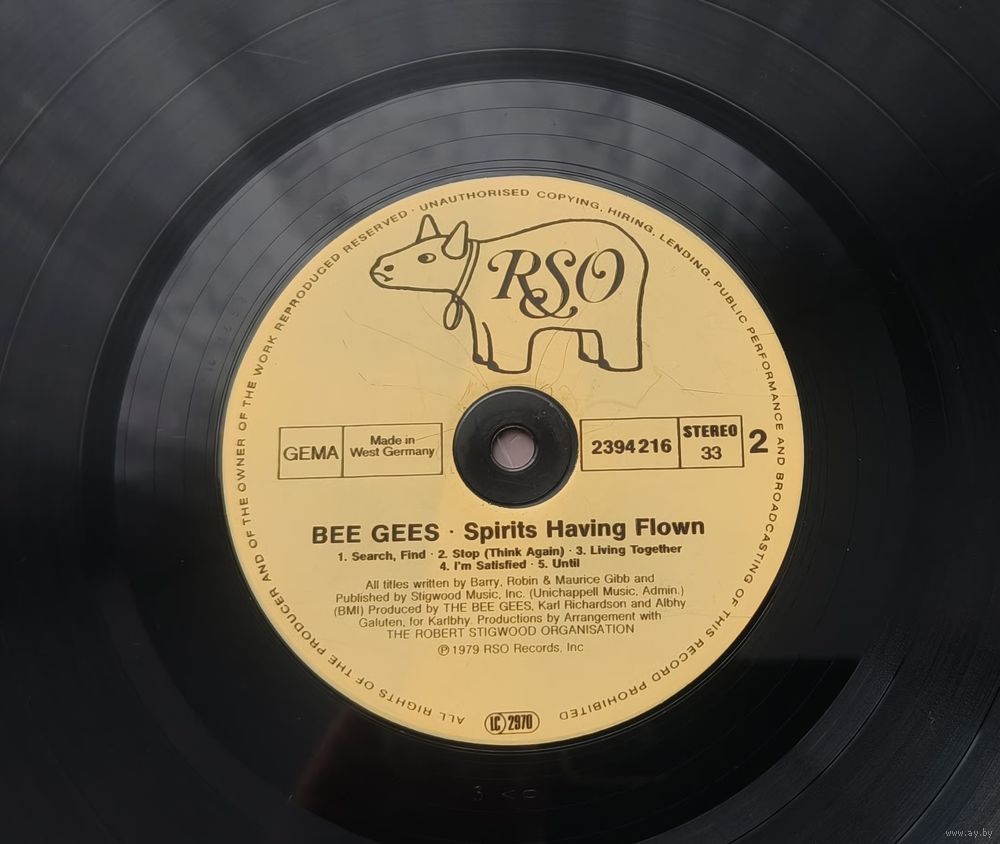 ALL RIGHTS OF THE PRODUCER AND OF THE OWNER OF THE WORK REPRODUCED RESERVED · UNAUTHORISED COPYING, HIRING, LENDING, PUBLIC PERFORMANCE AND BROADCASTING OF THIS RECORD PROHIBITED
RSO
GEMA
Made in
West Germany
2394 216
STEREO
33
2
BEE GEES · Spirits Having Flown
1. Search, Find · 2. Stop (Think Again) · 3. Living Together
4. I'm Satisfied · 5. Until
All titles written by Barry, Robin & Maurice Gibb and
Published by Stigwood Music, Inc. (Unichappell Music, Admin.)
(BMI) Produced by THE BEE GEES, Karl Richardson and Albhy
Galuten, for Karlbhy. Productions by Arrangement with
THE ROBERT STIGWOOD ORGANISATION
℗ 1979 RSO Records, Inc
LC 2970
www.ay.by